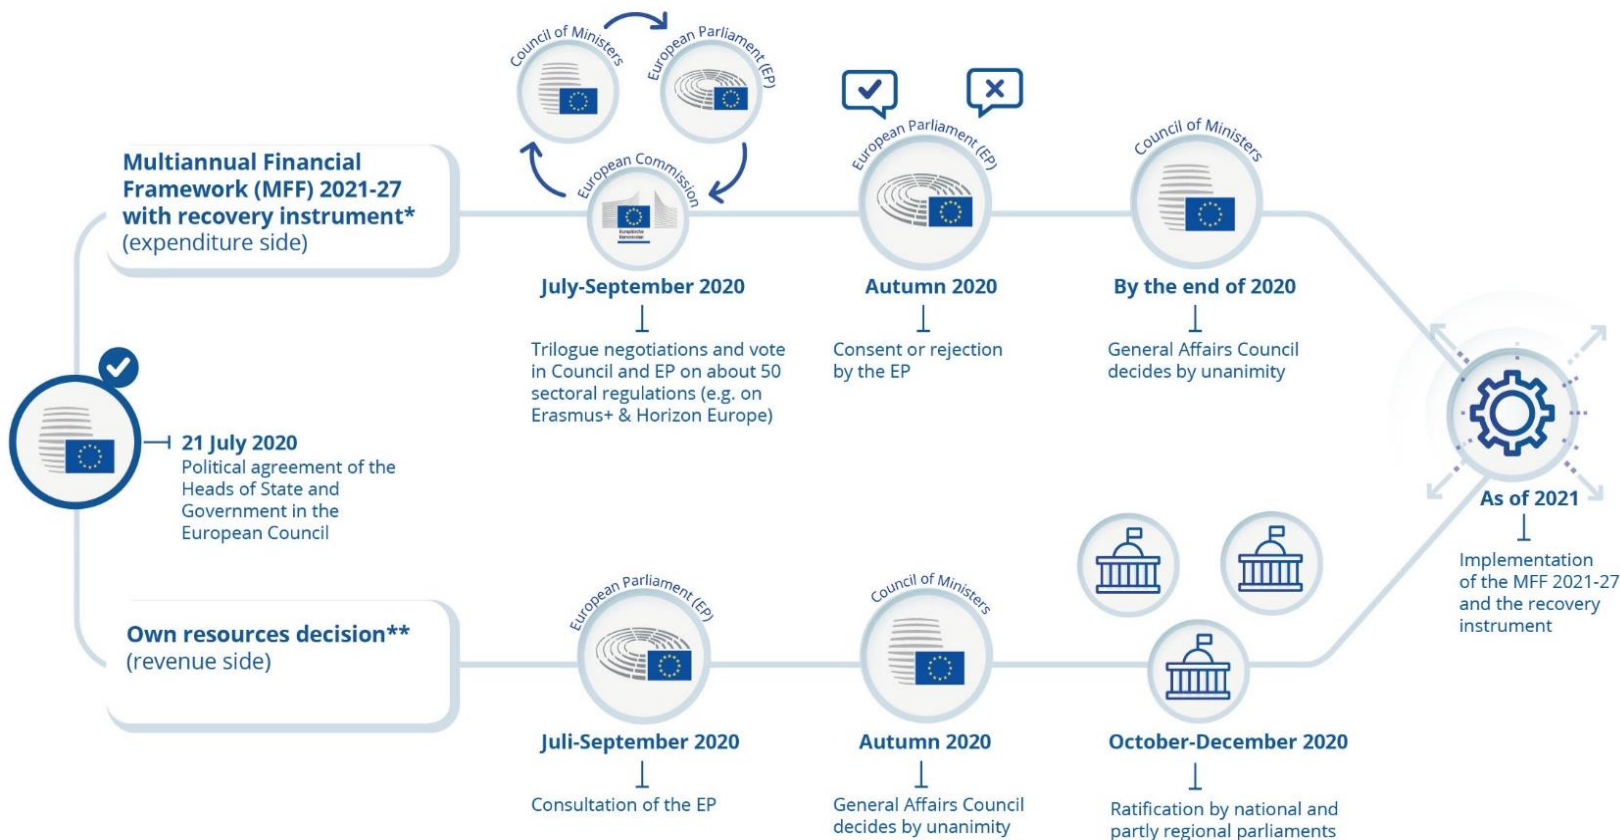 Council of Ministers
European Parliament (EP)
European Commission
Europäische
Kommission
July-September 2020
Trilogue negotiations and vote
in Council and EP on about 50
sectoral regulations (e.g. on
Erasmus+ & Horizon Europe)
Multiannual Financial
Framework (MFF) 2021-27
with recovery instrument*
(expenditure side)
European Parliament (EP)
Autumn 2020
Consent or rejection
by the EP
Council of Ministers
By the end of 2020
General Affairs Council
decides by unanimity
21 July 2020
Political agreement of the
Heads of State and
Government in the
European Council
As of 2021
Implementation
of the MFF 2021-27
and the recovery
instrument
Own resources decision**
(revenue side)
European Parliament (EP)
Juli-September 2020
Consultation of the EP
Council of Ministers
Autumn 2020
General Affairs Council
decides by unanimity
October-December 2020
Ratification by national and
partly regional parliaments